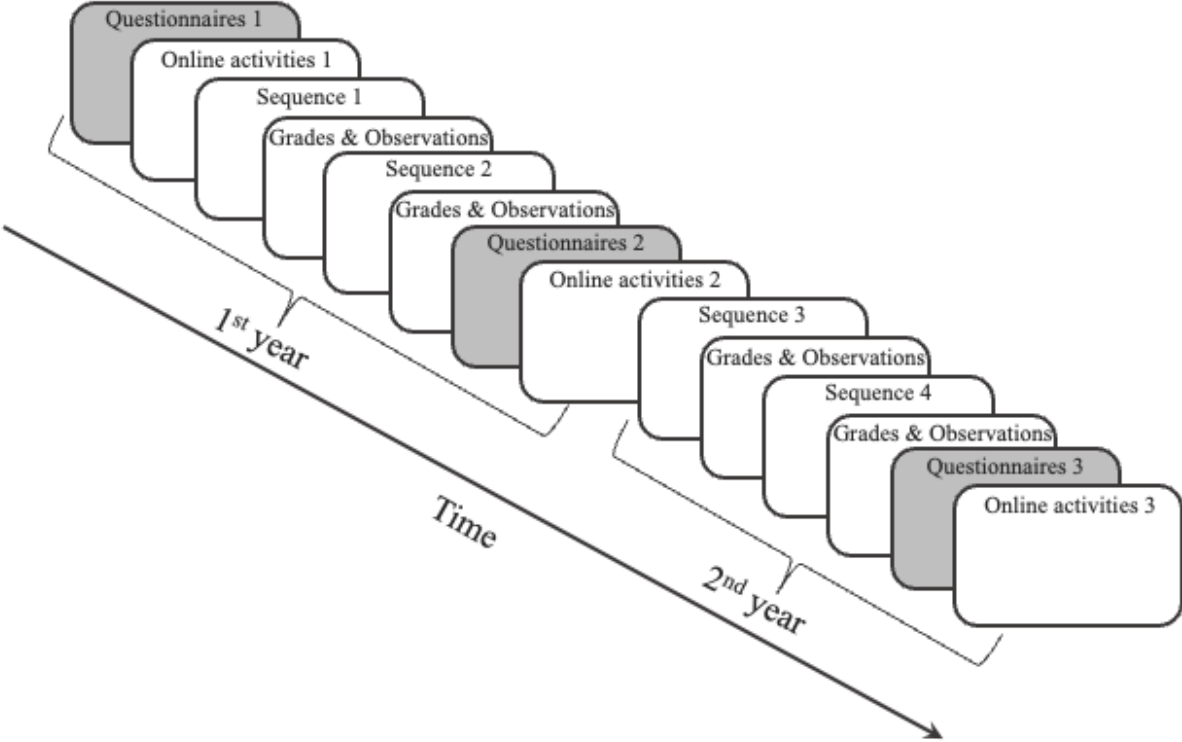 Questionnaires 1
Online activities 1
Sequence 1
Grades & Observations
Sequence 2
Grades & Observations
Questionnaires 2
Online activities 2
Sequence 3
Grades & Observations
Sequence 4
Grades & Observations
Questionnaires 3
Online activities 3
1st year
Time
2nd year